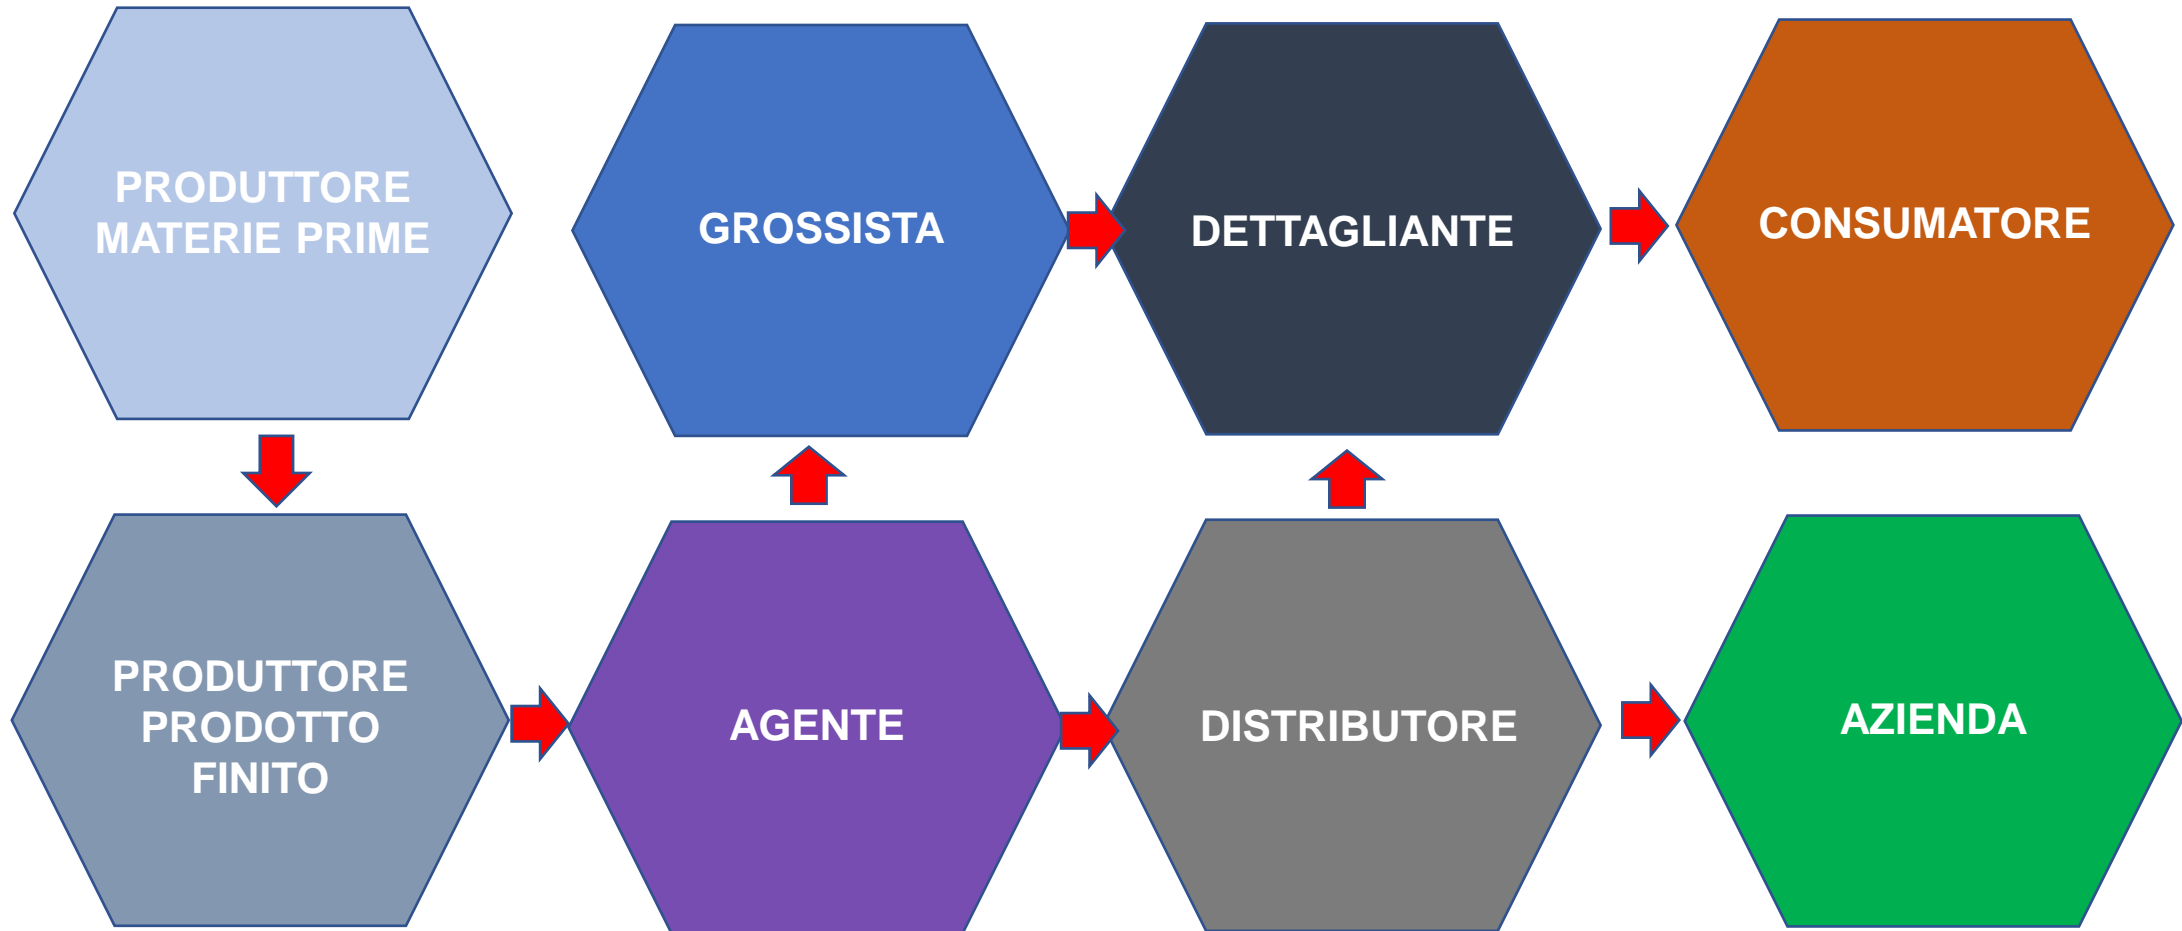 PRODUTTORE
MATERIE PRIME
GROSSISTA
DETTAGLIANTE
CONSUMATORE
PRODUTTORE
PRODOTTO
FINITO
AGENTE
DISTRIBUTORE
AZIENDA